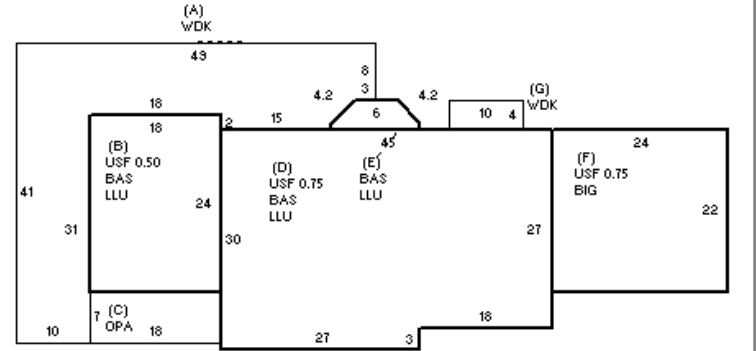 (A)
WDK
49
8
4.2
3
4.2
(G)
WDK
18
18
2
15
6
10
4
45
24
(B)
USF 0.50
BAS
LLU
(D)
USF 0.75
BAS
LLU
(E)
BAS
LLU
(F)
USF 0.75
BIG
41
31
24
30
27
22
7
(C)
OPA
10
18
27
3
18